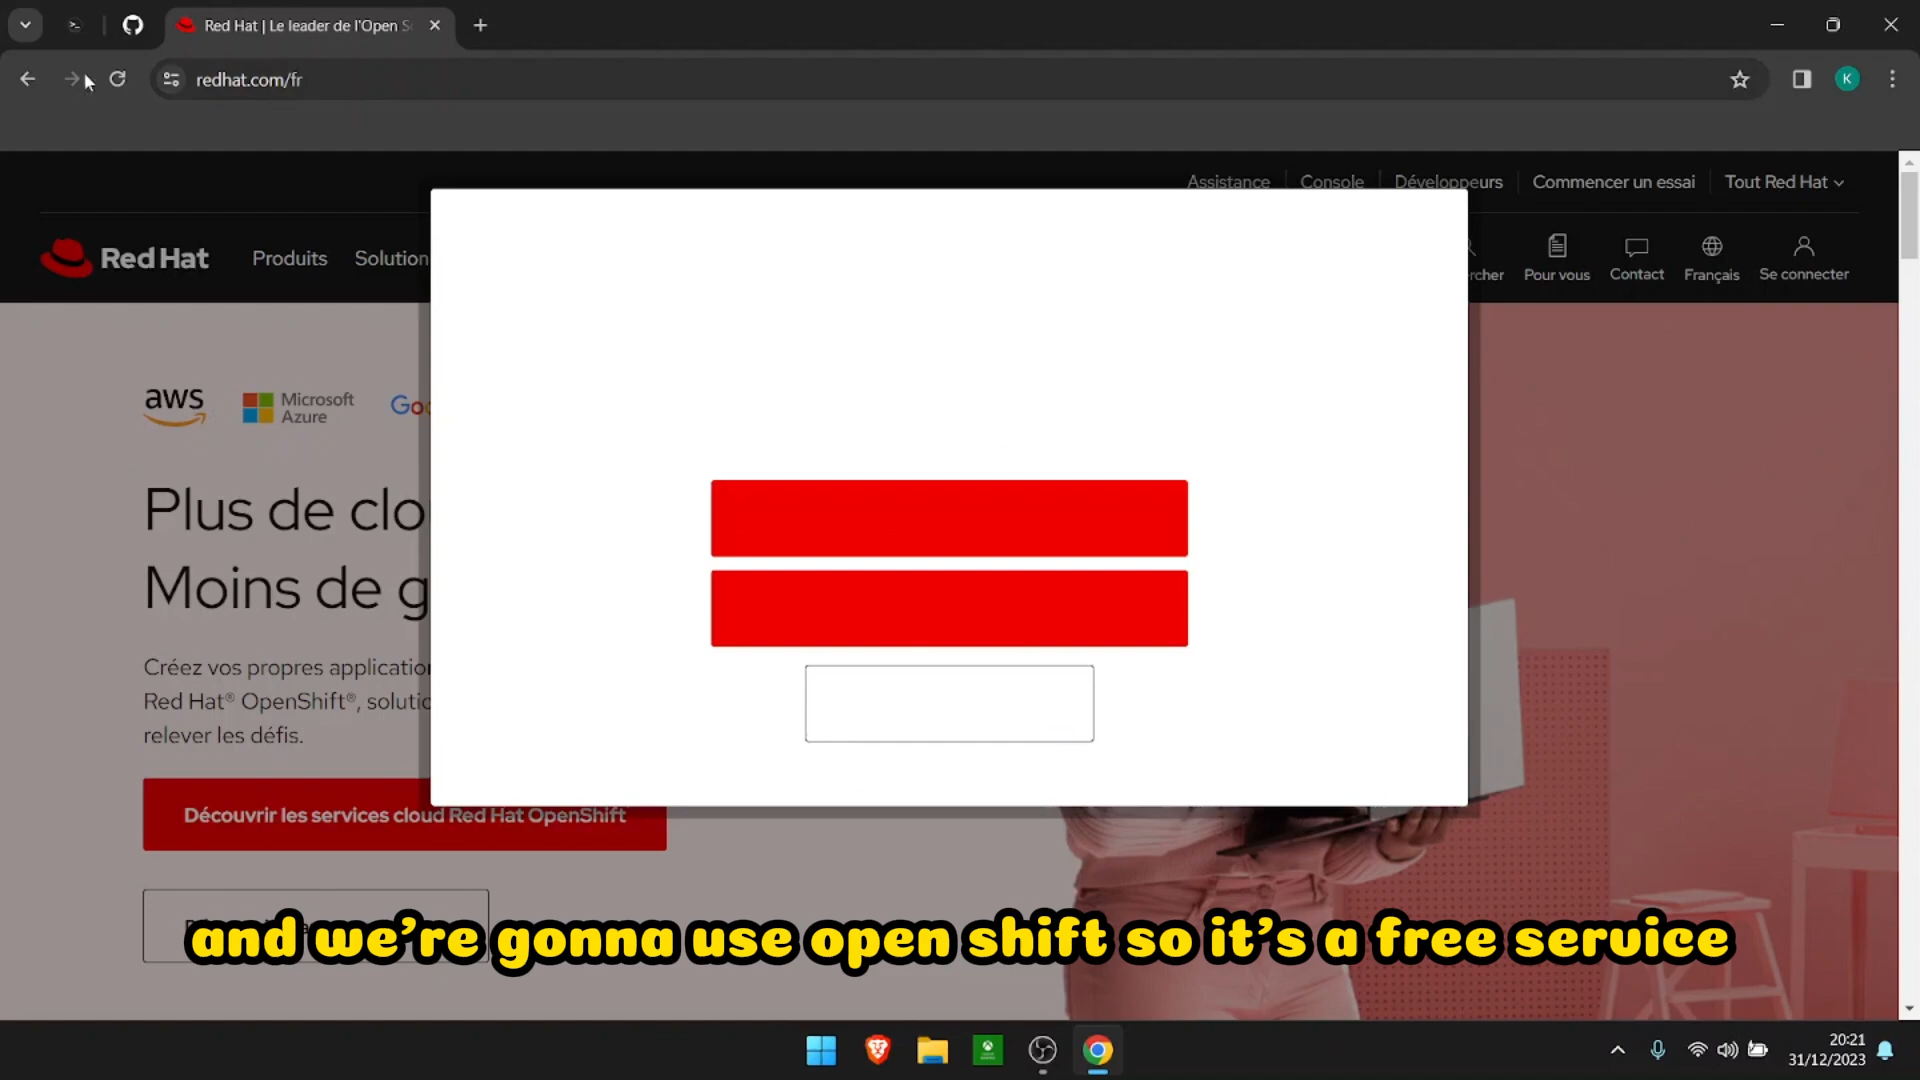 Red Hat | Le leader de l'Open S
redhat.com/fr
K
Assistance
Console
Développeurs
Commencer un essai
Tout Red Hat
Red Hat
Produits
Solution
rcher
Pour vous
Contact
Français
Se connecter
aws
Microsoft
Azure
Goo
Plus de clo
Moins de g
Créez vos propres application
Red Hat® OpenShift®, solutio
relever les défis.
Découvrir les services cloud Red Hat OpenShift
and we're gonna use open shift so it's a free service
20:21
31/12/2023